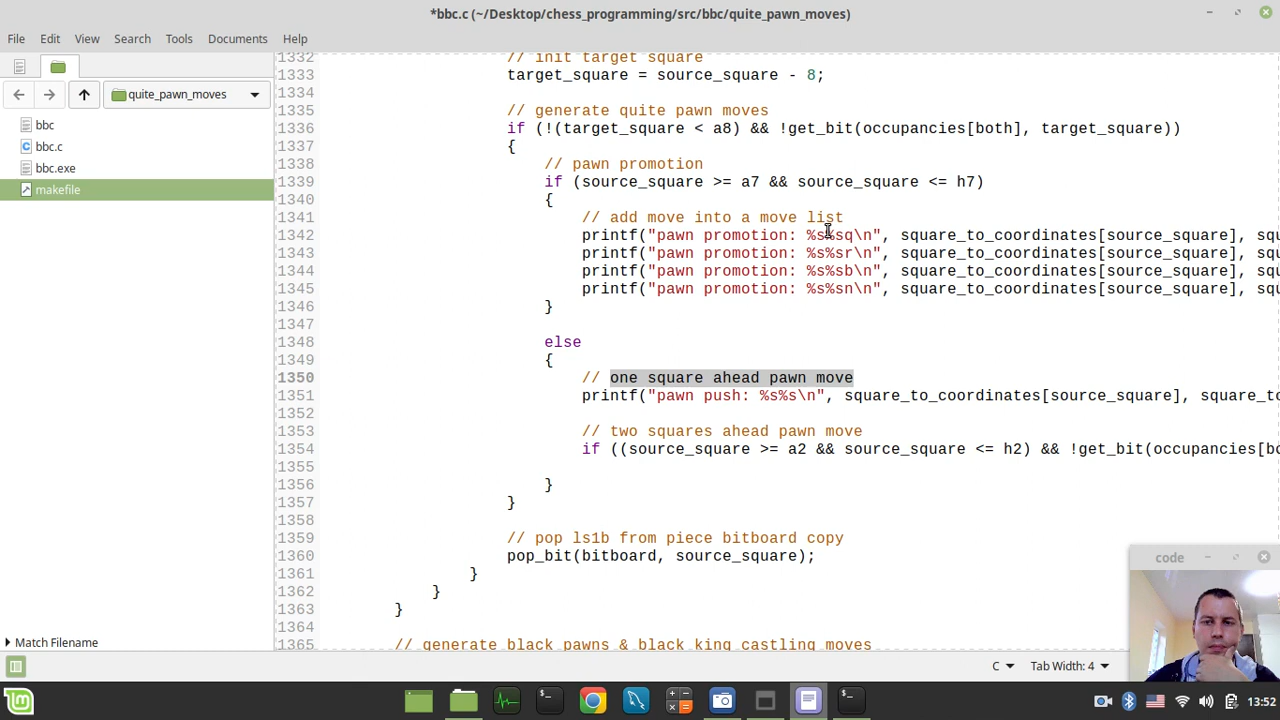 *bbc.c (~/Desktop/chess_programming/src/bbc/quite_pawn_moves)
File Edit View Search Tools Documents Help
quite_pawn_moves
bbc
bbc.c
bbc.exe
makefile
Match Filename
1332 // init target square
1333 target_square = source_square - 8;
1334
1335 // generate quite pawn moves
1336 if (!(target_square < a8) && !get_bit(occupancies[both], target_square))
1337 {
1338 // pawn promotion
1339 if (source_square >= a7 && source_square <= h7)
1340 {
1341 // add move into a move list
1342 printf("pawn promotion: %s%sq\n", square_to_coordinates[source_square], squ
1343 printf("pawn promotion: %s%sr\n", square_to_coordinates[source_square], squ
1344 printf("pawn promotion: %s%sb\n", square_to_coordinates[source_square], squ
1345 printf("pawn promotion: %s%sn\n", square_to_coordinates[source_square], squ
1346 }
1347
1348 else
1349 {
1350 // one square ahead pawn move
1351 printf("pawn push: %s%s\n", square_to_coordinates[source_square], square_to
1352
1353 // two squares ahead pawn move
1354 if ((source_square >= a2 && source_square <= h2) && !get_bit(occupancies[bo
1355
1356 }
1357 }
1358
1359 // pop ls1b from piece bitboard copy
1360 pop_bit(bitboard, source_square);
1361 }
1362 }
1363 }
1364
1365 // generate black pawns & black king castling moves
code
C Tab Width: 4
13:52